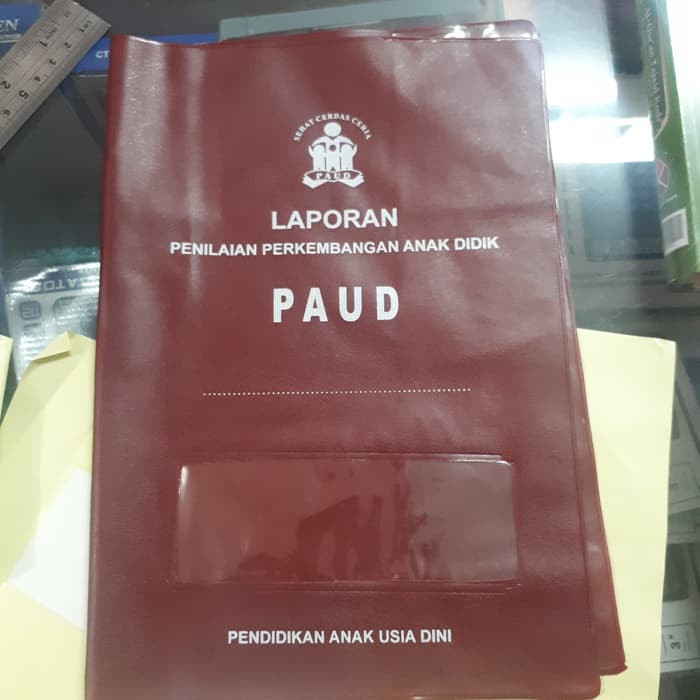 SEHAT CERDAS CERIA
PAUD
LAPORAN
PENILAIAN PERKEMBANGAN ANAK DIDIK
PAUD
PENDIDIKAN ANAK USIA DINI